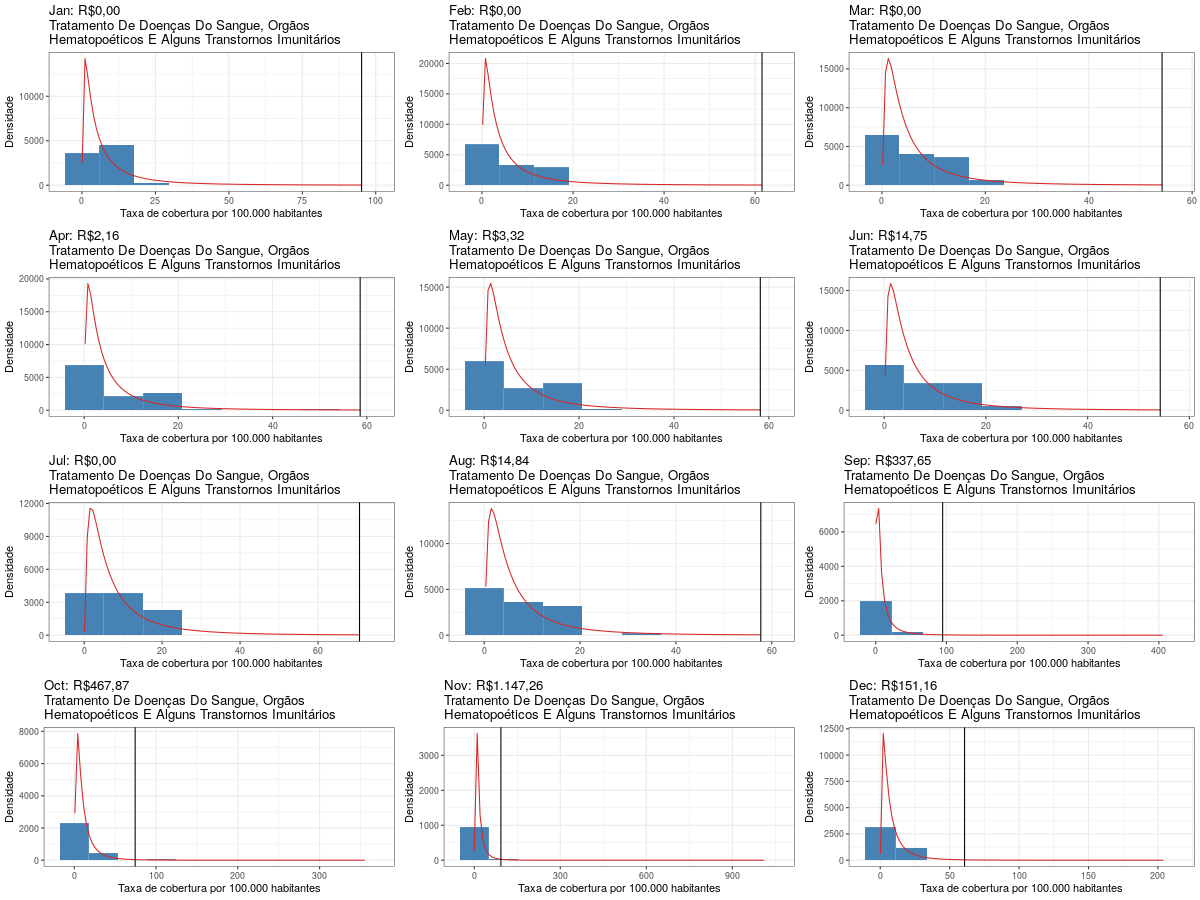 Jan: R$0,00
Tratamento De Doenças Do Sangue, Orgãos
Hematopoéticos E Alguns Transtornos Imunitários
Densidade
10000
5000
0
0
25
50
75
100
Taxa de cobertura por 100.000 habitantes
Feb: R$0,00
Tratamento De Doenças Do Sangue, Orgãos
Hematopoéticos E Alguns Transtornos Imunitários
Densidade
20000
15000
10000
5000
0
0
20
40
60
Taxa de cobertura por 100.000 habitantes
Mar: R$0,00
Tratamento De Doenças Do Sangue, Orgãos
Hematopoéticos E Alguns Transtornos Imunitários
Densidade
15000
10000
5000
0
0
20
40
60
Taxa de cobertura por 100.000 habitantes
Apr: R$2,16
Tratamento De Doenças Do Sangue, Orgãos
Hematopoéticos E Alguns Transtornos Imunitários
Densidade
20000
15000
10000
5000
0
0
20
40
60
Taxa de cobertura por 100.000 habitantes
May: R$3,32
Tratamento De Doenças Do Sangue, Orgãos
Hematopoéticos E Alguns Transtornos Imunitários
Densidade
15000
10000
5000
0
0
20
40
60
Taxa de cobertura por 100.000 habitantes
Jun: R$14,75
Tratamento De Doenças Do Sangue, Orgãos
Hematopoéticos E Alguns Transtornos Imunitários
Densidade
15000
10000
5000
0
0
20
40
60
Taxa de cobertura por 100.000 habitantes
Jul: R$0,00
Tratamento De Doenças Do Sangue, Orgãos
Hematopoéticos E Alguns Transtornos Imunitários
Densidade
12000
9000
6000
3000
0
0
20
40
60
Taxa de cobertura por 100.000 habitantes
Aug: R$14,84
Tratamento De Doenças Do Sangue, Orgãos
Hematopoéticos E Alguns Transtornos Imunitários
Densidade
10000
5000
0
0
20
40
60
Taxa de cobertura por 100.000 habitantes
Sep: R$337,65
Tratamento De Doenças Do Sangue, Orgãos
Hematopoéticos E Alguns Transtornos Imunitários
Densidade
6000
4000
2000
0
0
100
200
300
400
Taxa de cobertura por 100.000 habitantes
Oct: R$467,87
Tratamento De Doenças Do Sangue, Orgãos
Hematopoéticos E Alguns Transtornos Imunitários
Densidade
8000
6000
4000
2000
0
0
100
200
300
Taxa de cobertura por 100.000 habitantes
Nov: R$1.147,26
Tratamento De Doenças Do Sangue, Orgãos
Hematopoéticos E Alguns Transtornos Imunitários
Densidade
3000
2000
1000
0
0
300
600
900
Taxa de cobertura por 100.000 habitantes
Dec: R$151,16
Tratamento De Doenças Do Sangue, Orgãos
Hematopoéticos E Alguns Transtornos Imunitários
Densidade
12500
10000
7500
5000
2500
0
0
50
100
150
200
Taxa de cobertura por 100.000 habitantes